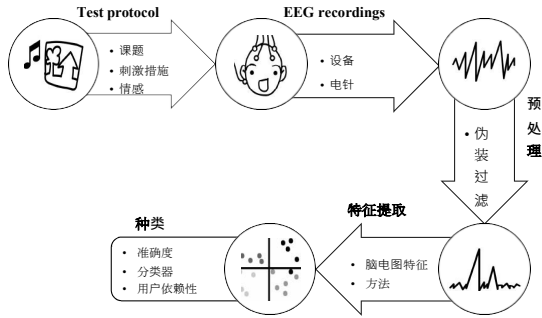 Test protocol
• 课题
• 刺激措施
• 情感
EEG recordings
• 设备
• 电针
预处理
• 伪装过滤
特征提取
• 脑电图特征
• 方法
种类
• 准确度
• 分类器
• 用户依赖性